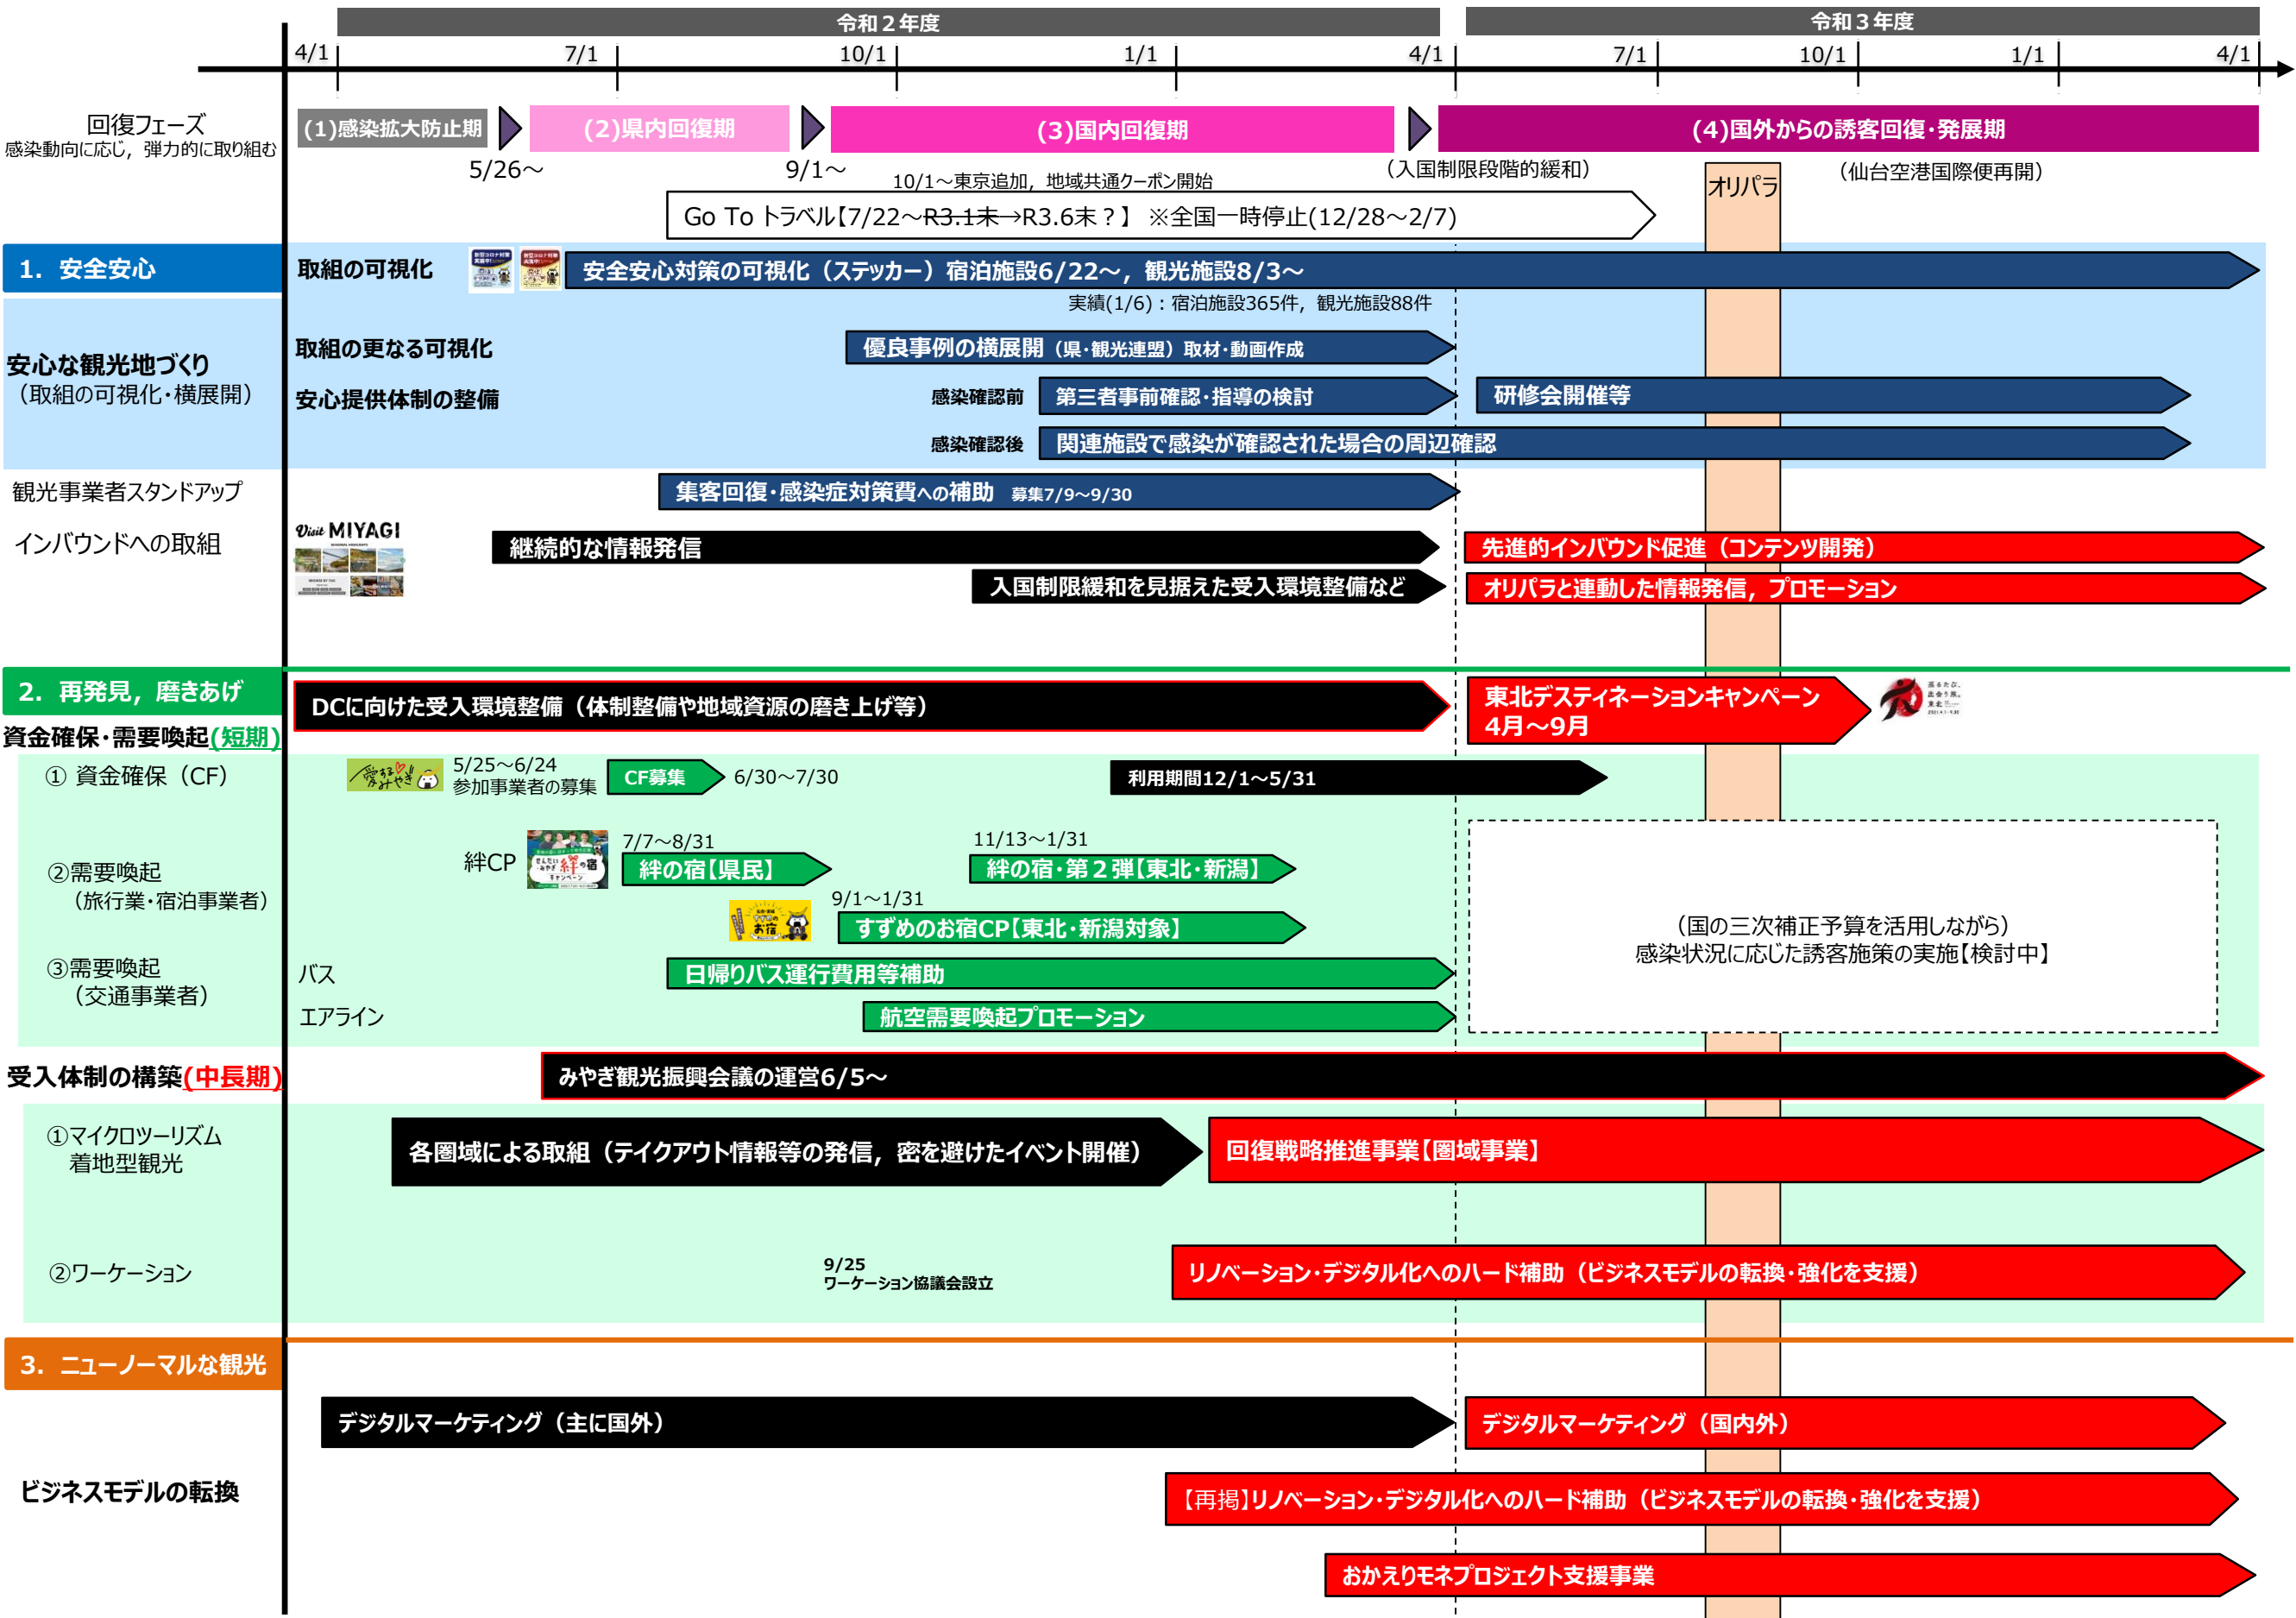 令和２年度
令和３年度
4/1
7/1
10/1
1/1
4/1
7/1
10/1
1/1
4/1
回復フェーズ
感染動向に応じ，弾力的に取り組む
(1)感染拡大防止期
(2)県内回復期
(3)国内回復期
(4)国外からの誘客回復・発展期
5/26～
9/1～
（入国制限段階的緩和）
（仙台空港国際便再開）
10/1～東京追加，地域共通クーポン開始
オリパラ
Go To トラベル【7/22～R3.1末→R3.6末？】 ※全国一時停止(12/28～2/7)
1．安全安心
取組の可視化
安全安心対策の可視化（ステッカー）宿泊施設6/22～，観光施設8/3～
実績(1/6)：宿泊施設365件，観光施設88件
安心な観光地づくり
（取組の可視化・横展開）
取組の更なる可視化
優良事例の横展開（県・観光連盟）取材・動画作成
安心提供体制の整備
感染確認前
第三者事前確認・指導の検討
研修会開催等
感染確認後
関連施設で感染が確認された場合の周辺確認
観光事業者スタンドアップ
集客回復・感染症対策費への補助 募集7/9～9/30
インバウンドへの取組
Visit MIYAGI
継続的な情報発信
先進的インバウンド促進（コンテンツ開発）
入国制限緩和を見据えた受入環境整備など
オリパラと連動した情報発信，プロモーション
2．再発見，磨きあげ
DCに向けた受入環境整備（体制整備や地域資源の磨き上げ等）
東北デスティネーションキャンペーン
4月～9月
資金確保・需要喚起(短期)
① 資金確保（CF）
愛する♡みやぎ
5/25～6/24
参加事業者の募集
CF募集
6/30～7/30
利用期間12/1～5/31
②需要喚起
（旅行業・宿泊事業者）
絆CP
7/7～8/31
絆の宿【県民】
11/13～1/31
絆の宿・第２弾【東北・新潟】
9/1～1/31
すずめのお宿CP【東北・新潟対象】
（国の三次補正予算を活用しながら）
感染状況に応じた誘客施策の実施【検討中】
③需要喚起
（交通事業者）
バス
日帰りバス運行費用等補助
エアライン
航空需要喚起プロモーション
受入体制の構築(中長期)
みやぎ観光振興会議の運営6/5～
①マイクロツーリズム
着地型観光
各圏域による取組（テイクアウト情報等の発信，密を避けたイベント開催）
回復戦略推進事業【圏域事業】
②ワーケーション
9/25
ワーケーション協議会設立
リノベーション・デジタル化へのハード補助（ビジネスモデルの転換・強化を支援）
3．ニューノーマルな観光
デジタルマーケティング（主に国外）
デジタルマーケティング（国内外）
ビジネスモデルの転換
【再掲】リノベーション・デジタル化へのハード補助（ビジネスモデルの転換・強化を支援）
おかえりモネプロジェクト支援事業